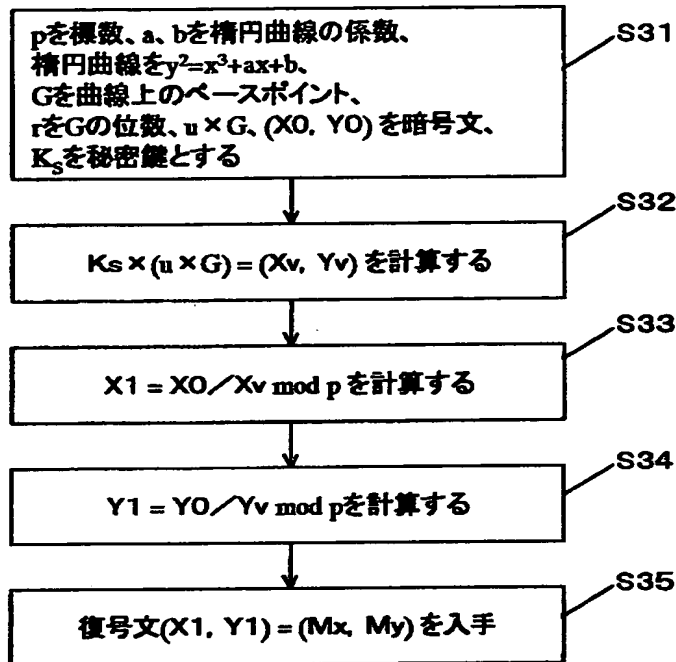 pを標数、a、bを楕円曲線の係数、
楕円曲線をy²=x³+ax+b、
Gを曲線上のベースポイント、
rをGの位数、u×G、(X0, Y0) を暗号文、
Ksを秘密鍵とする
S31
Ks×(u×G) = (Xv, Yv) を計算する
S32
X1 = X0/Xv mod p を計算する
S33
Y1 = Y0/Yv mod pを計算する
S34
復号文(X1, Y1) = (Mx, My) を入手
S35